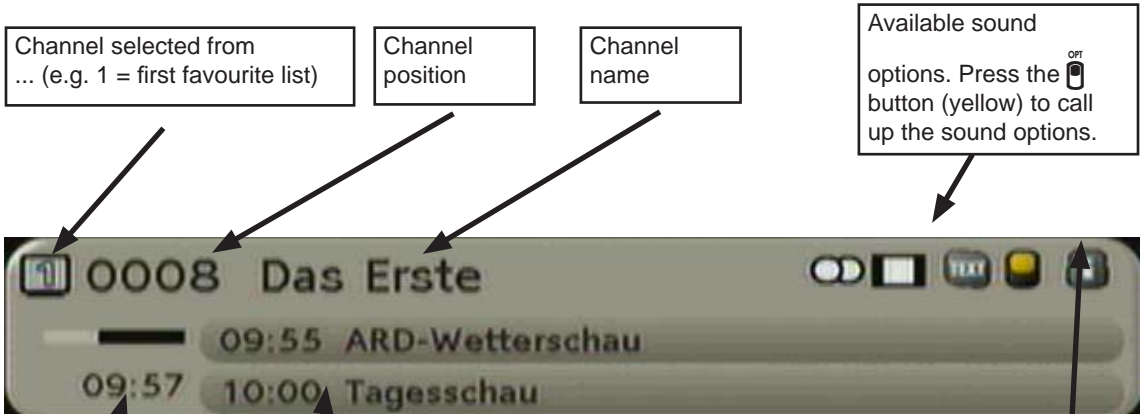 Channel selected from
... (e.g. 1 = first favourite list)
Channel
position
Channel
name
Available sound
OPT
options. Press the
button (yellow) to call
up the sound options.
1 0008 Das Erste TEXT
09:55 ARD-Wetterschau
09:57 10:00 Tagesschau